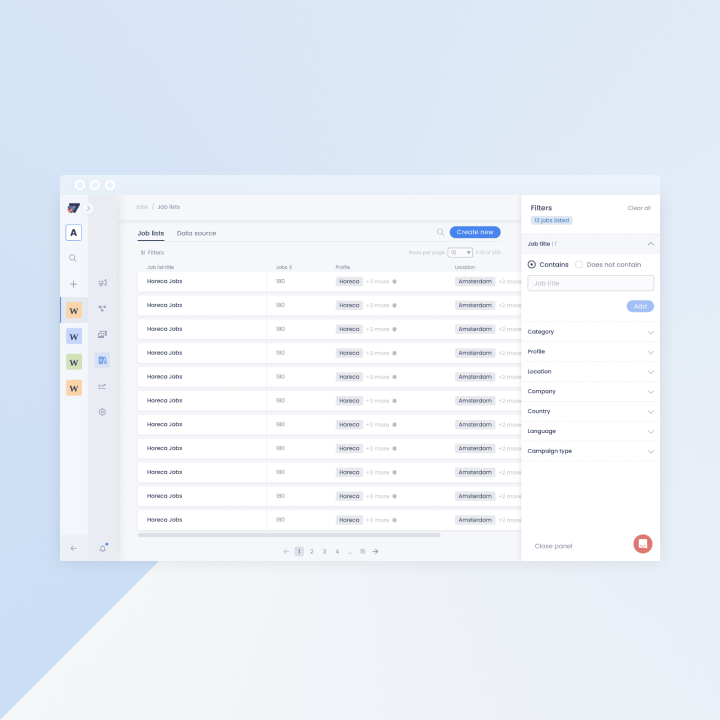 Jobs / Job lists
A
W
W
W
W
Job lists Data source
Create new
Filters
Rows per page: 10 1-10 of 500
Job list title Jobs Profile Location
Horeca Jobs 180 Horeca +3 more Amsterdam +2 more
Horeca Jobs 180 Horeca +3 more Amsterdam +2 more
Horeca Jobs 180 Horeca +3 more Amsterdam +2 more
Horeca Jobs 180 Horeca +3 more Amsterdam +2 more
Horeca Jobs 180 Horeca +3 more Amsterdam +2 more
Horeca Jobs 180 Horeca +3 more Amsterdam +2 more
Horeca Jobs 180 Horeca +3 more Amsterdam +2 more
Horeca Jobs 180 Horeca +3 more Amsterdam +2 more
Horeca Jobs 180 Horeca +3 more Amsterdam +2 more
Horeca Jobs 180 Horeca +3 more Amsterdam +2 more
Horeca Jobs 180 Horeca +3 more Amsterdam +2 more
1 2 3 4 ... 15
Filters Clear all
13 jobs listed
Job title | 1
Contains Does not contain
Job title
Add
Category
Profile
Location
Company
Country
Language
Campaign type
Close panel